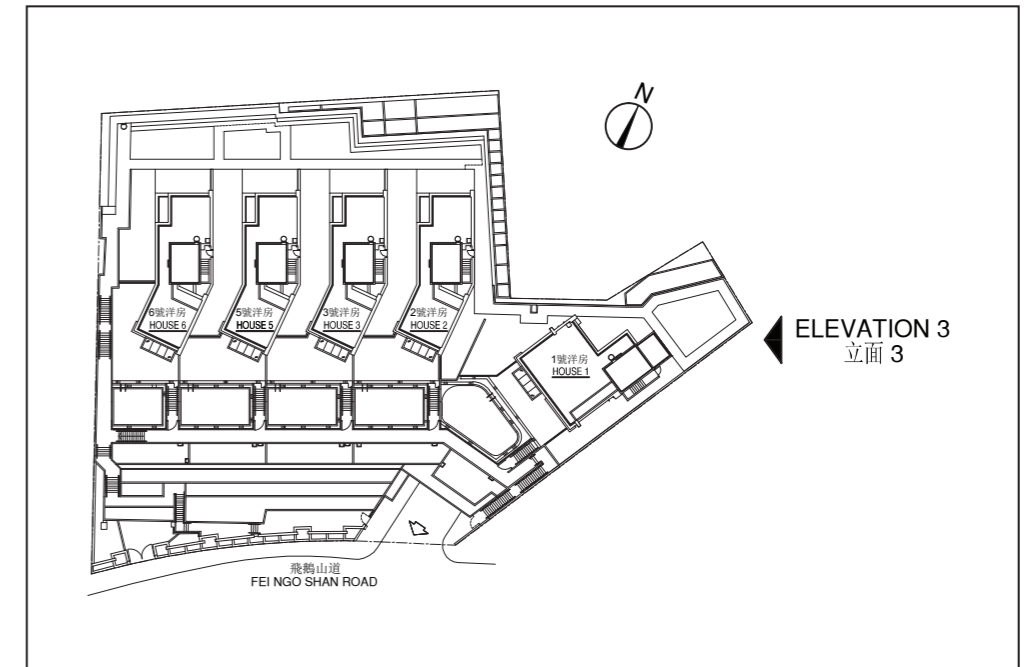 N
ELEVATION 3
立面 3
6號洋房
HOUSE 6
5號洋房
HOUSE 5
3號洋房
HOUSE 3
2號洋房
HOUSE 2
1號洋房
HOUSE 1
飛鵝山道
FEI NGO SHAN ROAD